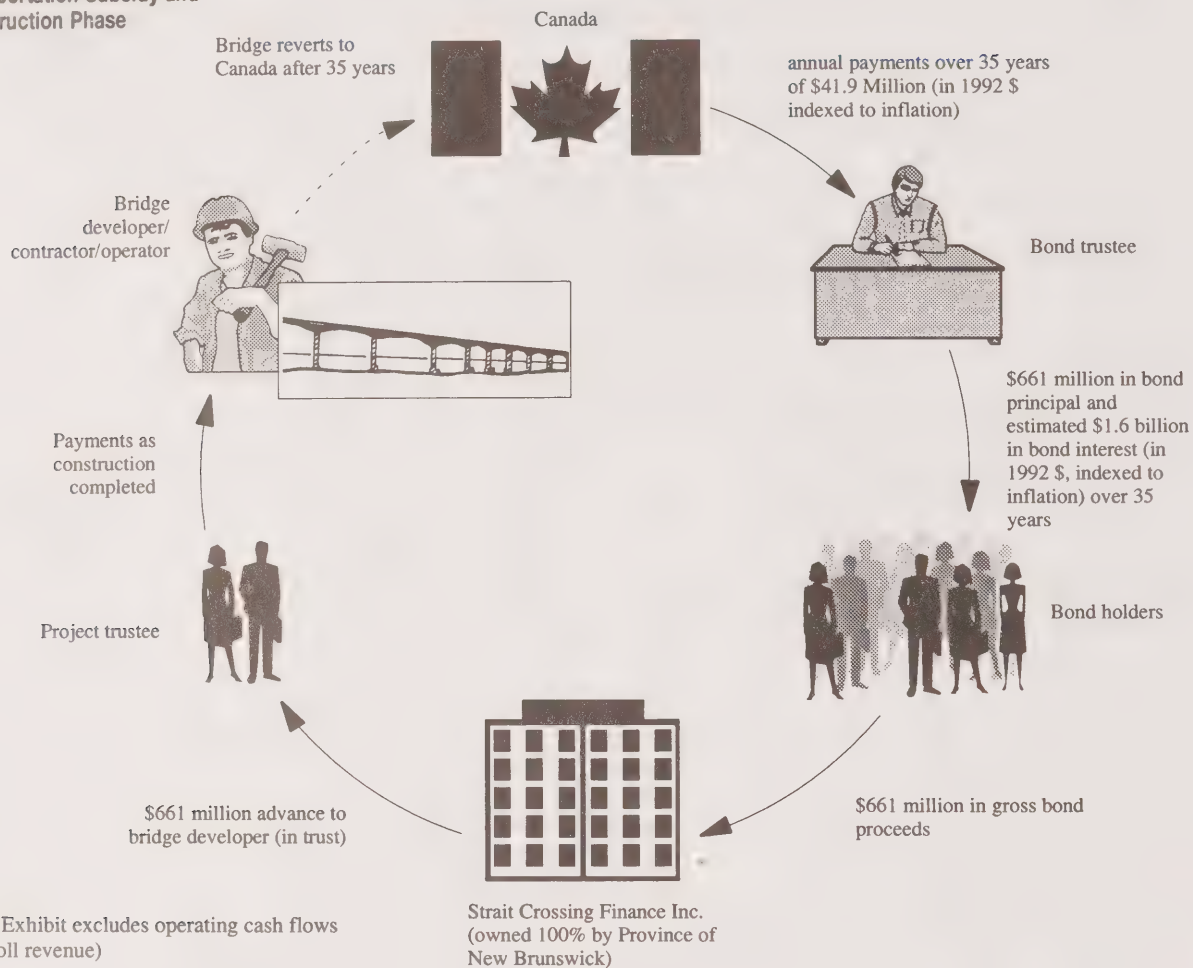 ruction Phase
Canada
Bridge reverts to
Canada after 35 years
annual payments over 35 years
of $41.9 Million (in 1992 $
indexed to inflation)
Bridge
developer/
contractor/operator
Bond trustee
$661 million in bond
principal and
estimated $1.6 billion
in bond interest (in
1992 $, indexed to
inflation) over 35
years
Payments as
construction
completed
Project trustee
Bond holders
$661 million advance to
bridge developer (in trust)
$661 million in gross bond
proceeds
Strait Crossing Finance Inc.
(owned 100% by Province of
New Brunswick)
Exhibit excludes operating cash flows
oll revenue)